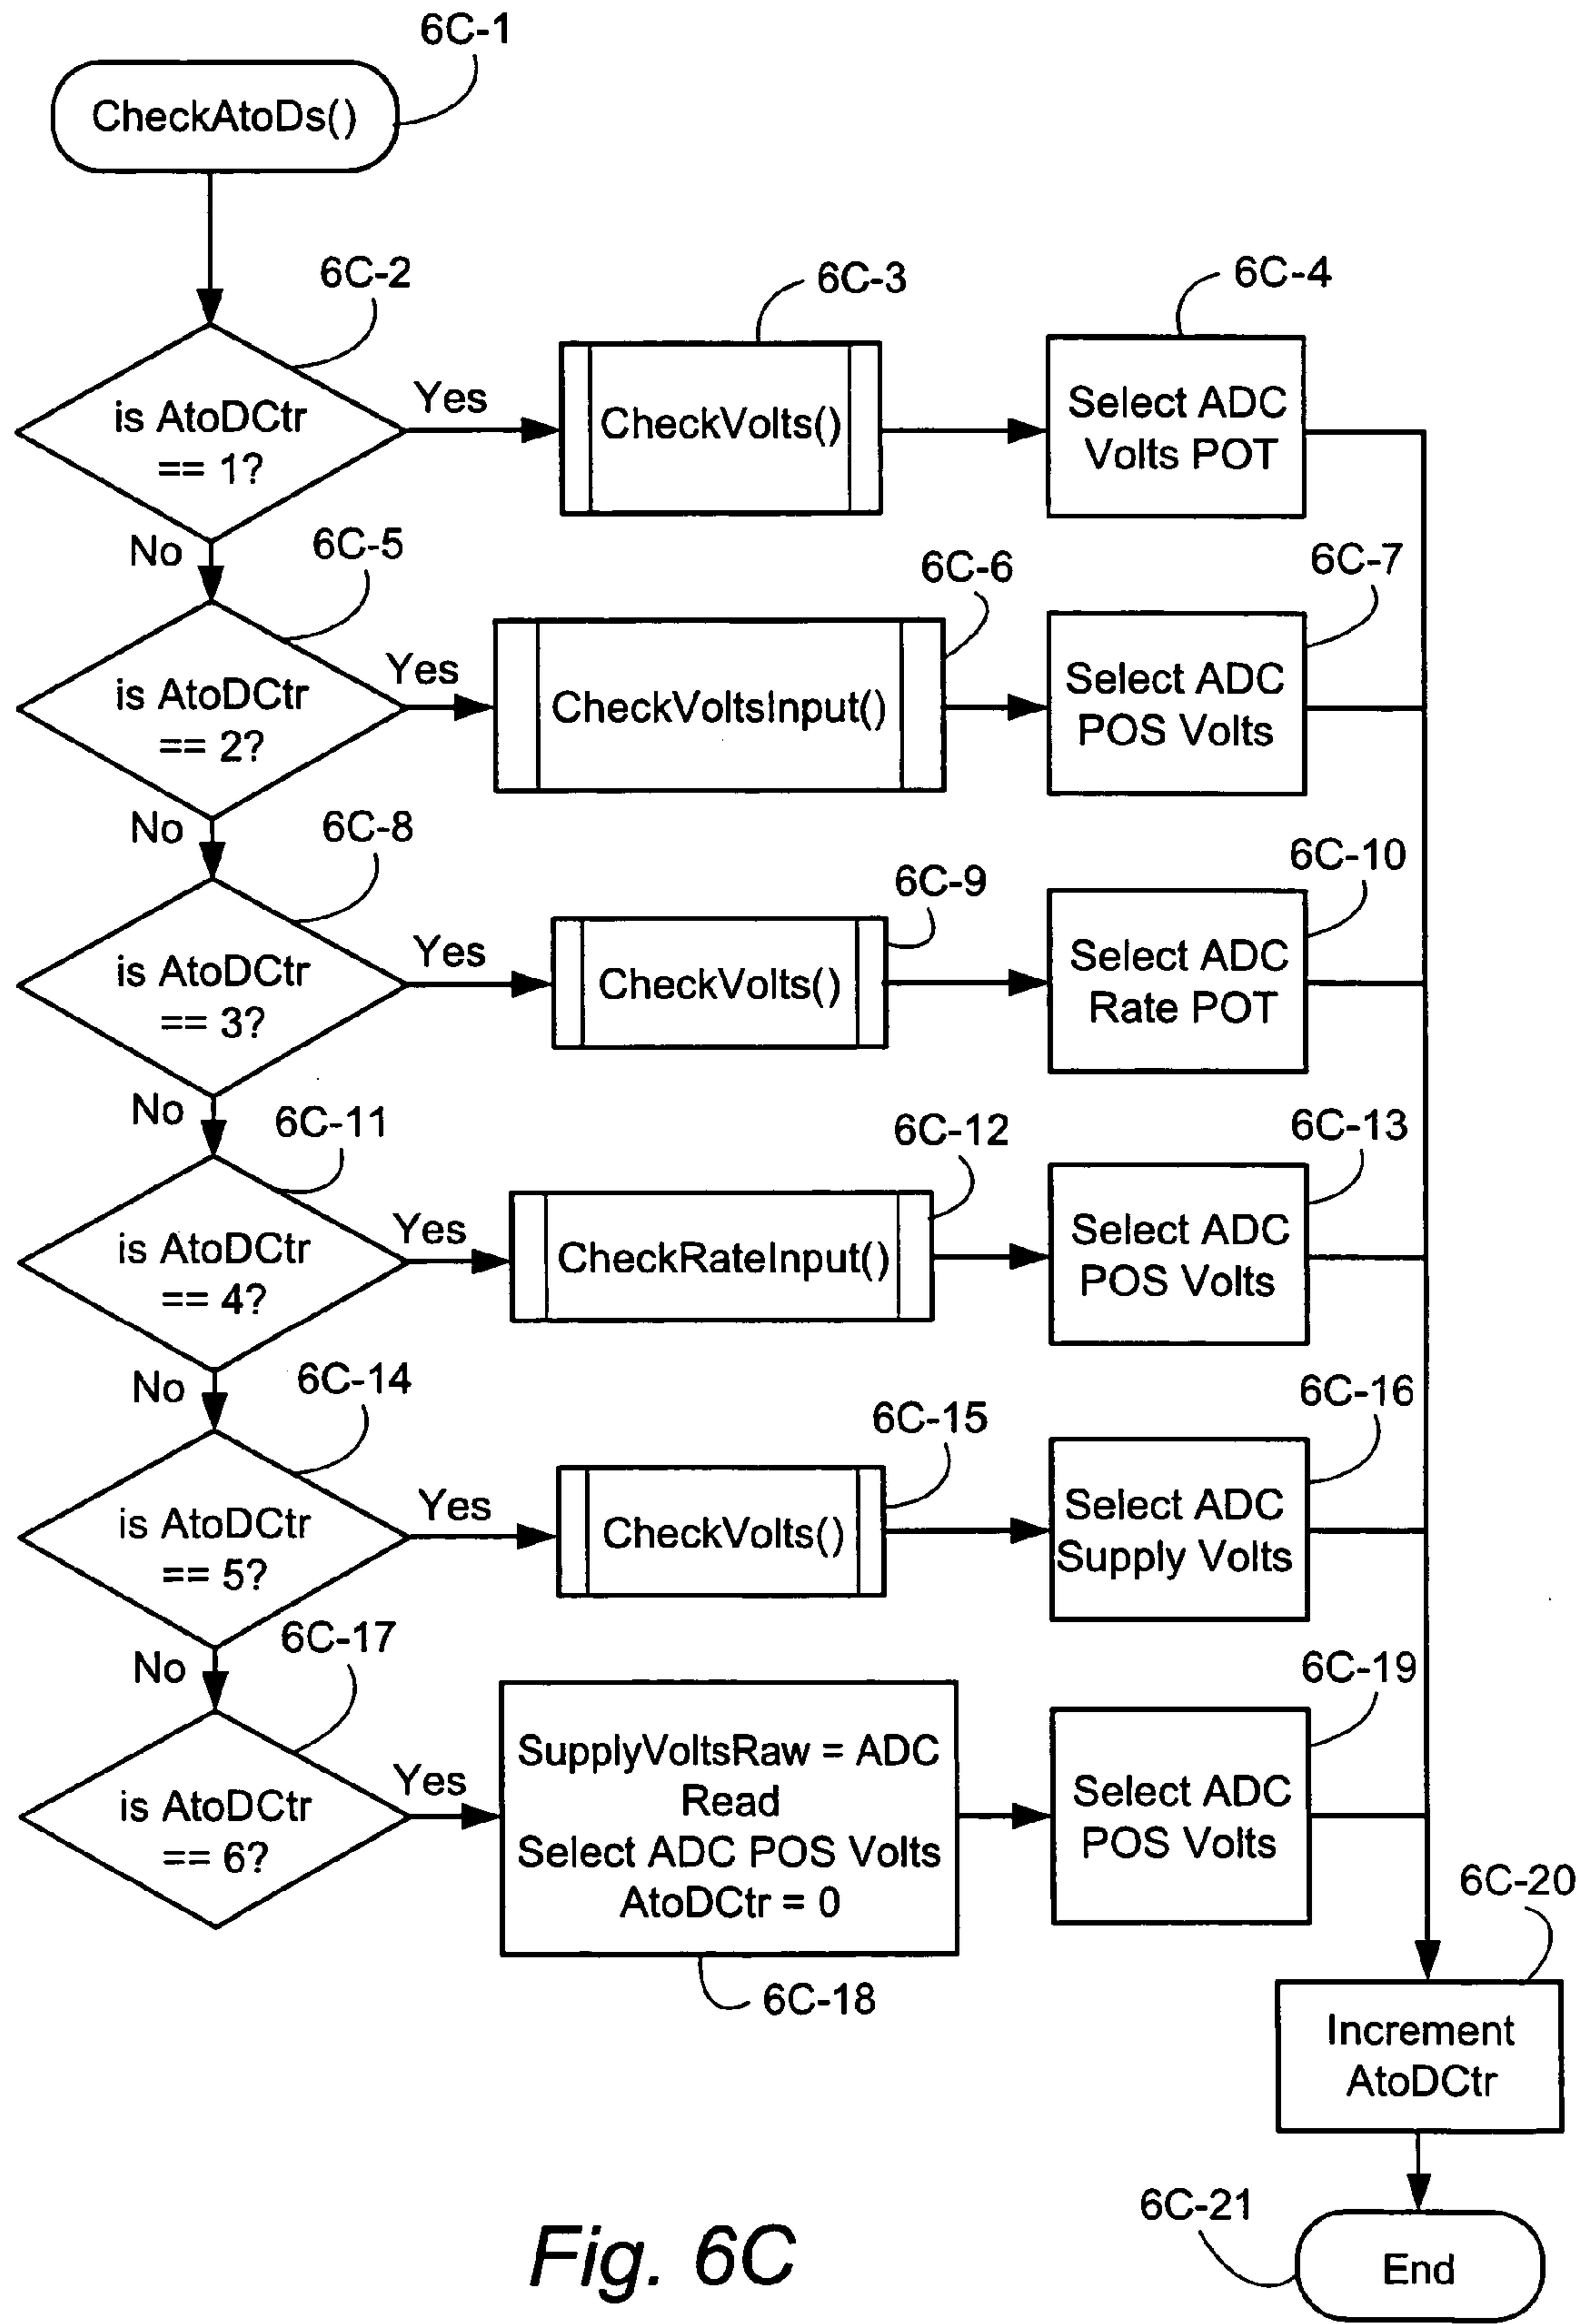 6C-1
CheckAtoDs()
6C-2
6C-3
6C-4
is AtoDCtr
== 1?
Yes
CheckVolts()
Select ADC
Volts POT
No
6C-5
6C-6
6C-7
is AtoDCtr
== 2?
Yes
CheckVoltsInput()
Select ADC
POS Volts
No
6C-8
6C-9
6C-10
is AtoDCtr
== 3?
Yes
CheckVolts()
Select ADC
Rate POT
No
6C-11
6C-12
6C-13
is AtoDCtr
== 4?
Yes
CheckRateInput()
Select ADC
POS Volts
No
6C-14
6C-15
6C-16
is AtoDCtr
== 5?
Yes
CheckVolts()
Select ADC
Supply Volts
No
6C-17
6C-19
is AtoDCtr
== 6?
Yes
SupplyVoltsRaw = ADC
Read
Select ADC POS Volts
AtoDCtr = 0
Select ADC
POS Volts
6C-18
6C-20
Increment
AtoDCtr
6C-21
End
Fig. 6C